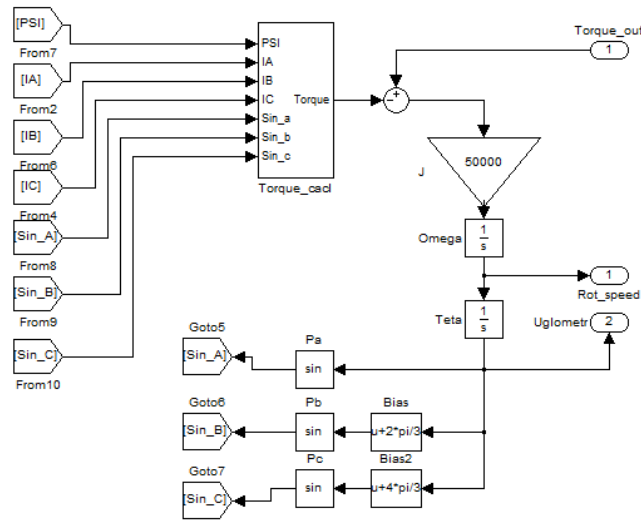 [PSI]
From7
[IA]
From2
[IB]
From6
[IC]
From4
[Sin_A]
From8
[Sin_B]
From9
[Sin_C]
From10
PSI
IA
IB
IC
Sin_a
Sin_b
Sin_c
Torque
Torque_cacl
Torque_out
1
50000
J
Omega
1
s
1
Rot_speed
Teta
1
s
Uglometr
2
Goto5
[Sin_A]
Pa
sin
Goto6
[Sin_B]
Pb
sin
Bias
u+2*pi/3
Goto7
[Sin_C]
Pc
sin
Bias2
u+4*pi/3